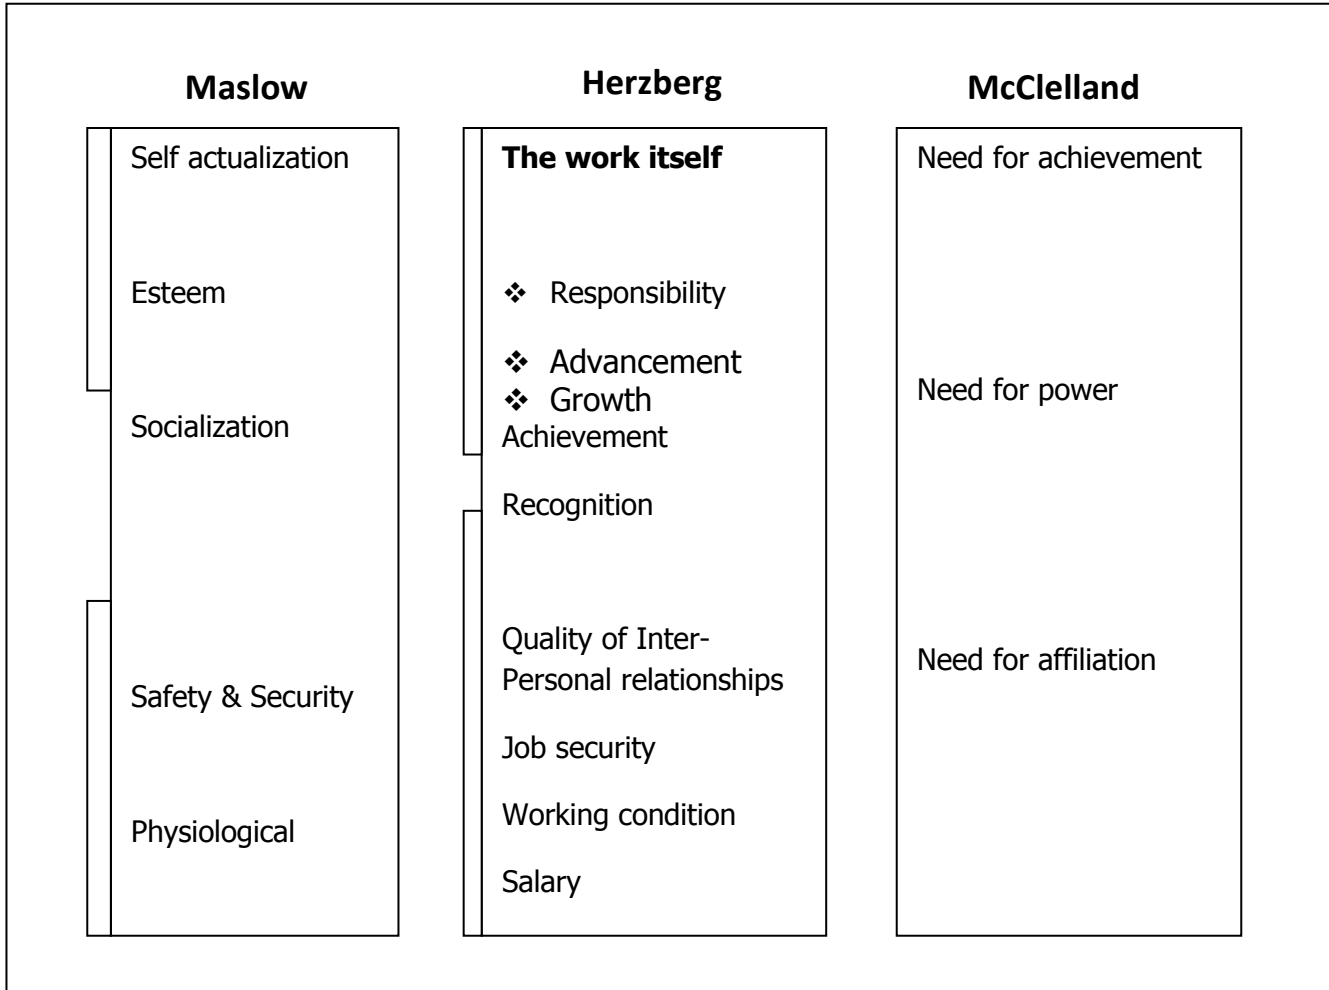 Maslow
Self actualization
Esteem
Socialization
Safety & Security
Physiological
Herzberg
The work itself
❖ Responsibility
❖ Advancement
❖ Growth
Achievement
Recognition
Quality of Inter-
Personal relationships
Job security
Working condition
Salary
McClelland
Need for achievement
Need for power
Need for affiliation